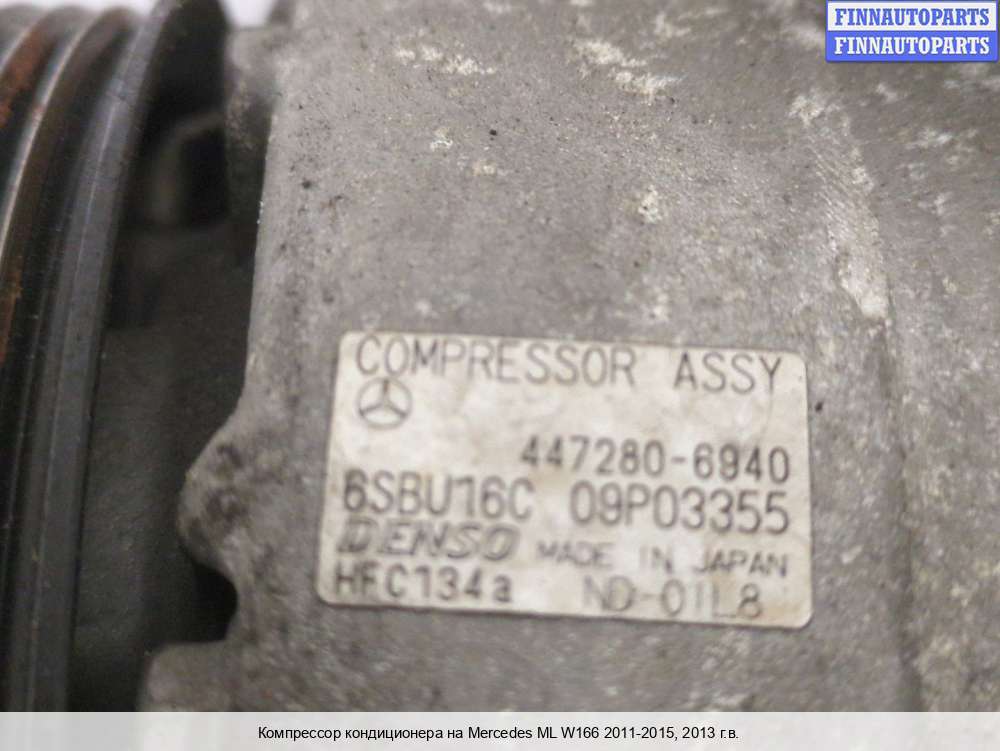 FINNAUTOPARTS
FINNAUTOPARTS
COMPRESSOR ASSY
447280-6940
6SBU16C 09P03355
DENSO MADE IN JAPAN
HFC134a ND-OIL8
Компрессор кондиционера на Mercedes ML W166 2011-2015, 2013 г.в.